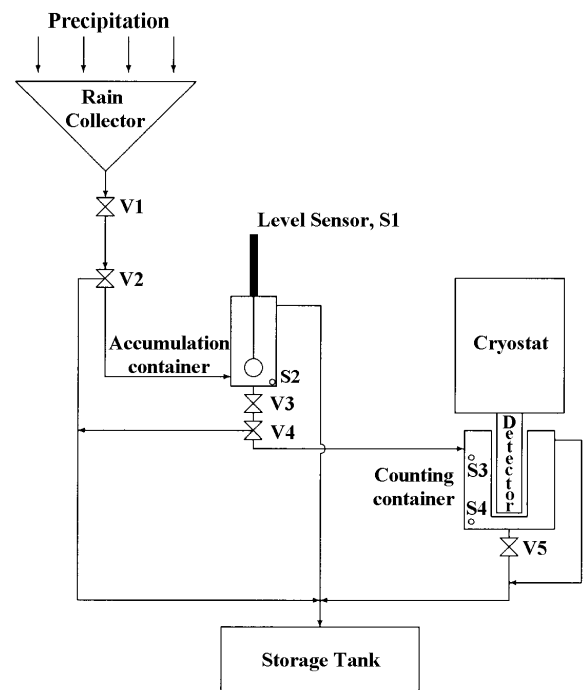 Precipitation
Rain
Collector
V1
Level Sensor, S1
V2
Accumulation
container
S2
V3
V4
Cryostat
Detector
S3
Counting
container
S4
V5
Storage Tank